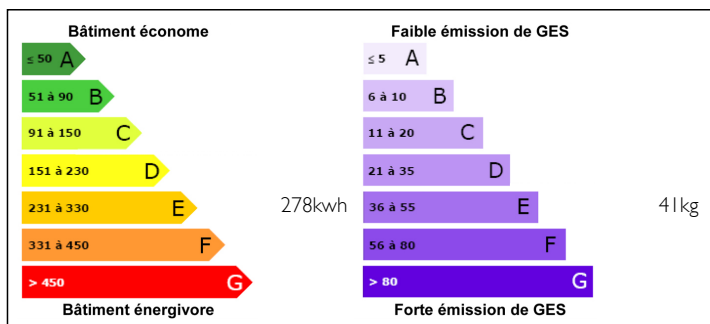 Bâtiment économe
≤ 50 A
51 à 90 B
91 à 150 C
151 à 230 D
231 à 330 E
278kwh
331 à 450 F
> 450 G
Bâtiment énergivore
Faible émission de GES
≤ 5 A
6 à 10 B
11 à 20 C
21 à 35 D
36 à 55 E
41kg
56 à 80 F
> 80 G
Forte émission de GES